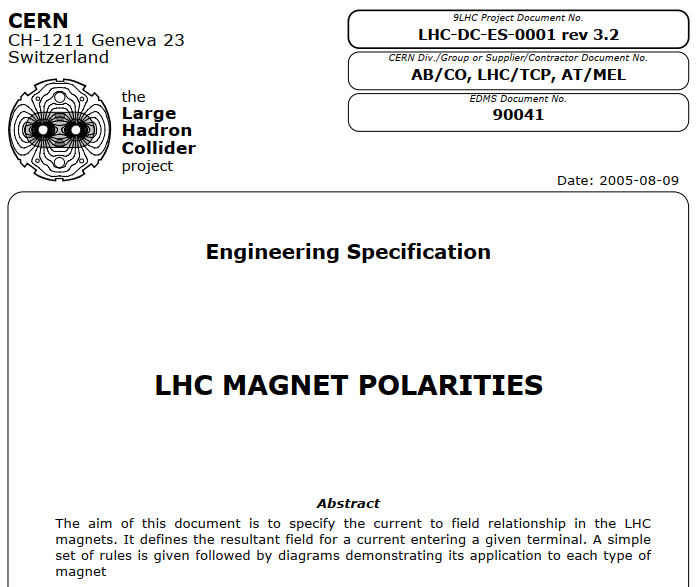 CERN
CH-1211 Geneva 23
Switzerland
the
Large
Hadron
Collider
project
9LHC Project Document No.
LHC-DC-ES-0001 rev 3.2
CERN Div./Group or Supplier/Contractor Document No.
AB/CO, LHC/TCP, AT/MEL
EDMS Document No.
90041
Date: 2005-08-09
Engineering Specification
LHC MAGNET POLARITIES
Abstract
The aim of this document is to specify the current to field relationship in the LHC
magnets. It defines the resultant field for a current entering a given terminal. A simple
set of rules is given followed by diagrams demonstrating its application to each type of
magnet